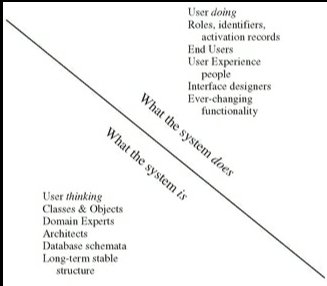 User doing
Roles, identifiers,
activation records
End Users
User Experience
people
Interface designers
Ever-changing
functionality
What the system does
What the system is
User thinking
Classes & Objects
Domain Experts
Architects
Database schemata
Long-term stable
structure